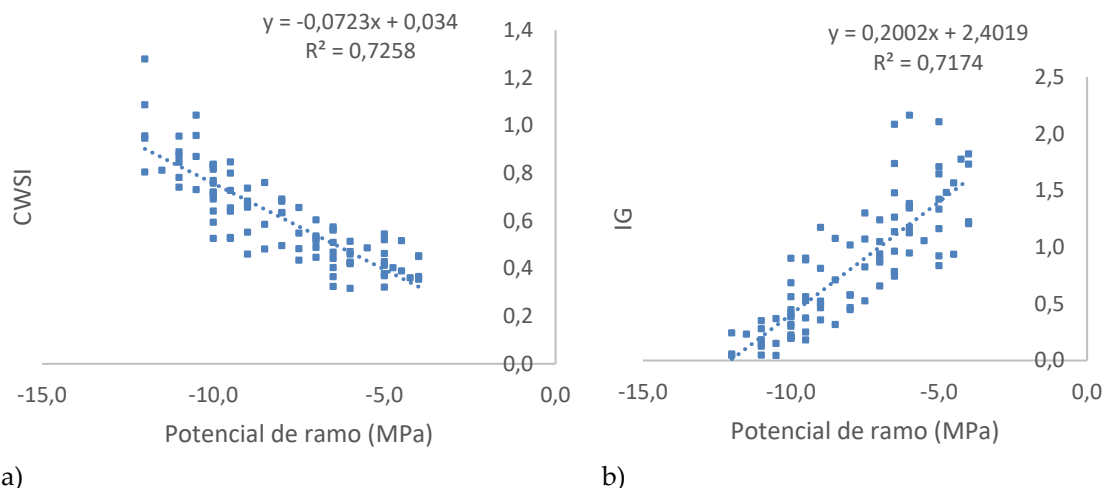 y = -0,0723x + 0,034
R² = 0,7258
1,4
1,2
1,0
0,8
0,6
0,4
0,2
0,0
CWSI
-15,0 -10,0 -5,0 0,0
Potencial de ramo (MPa)
a)
y = 0,2002x + 2,4019
R² = 0,7174
2,5
2,0
1,5
1,0
0,5
0,0
IG
-15,0 -10,0 -5,0 0,0
Potencial de ramo (MPa)
b)